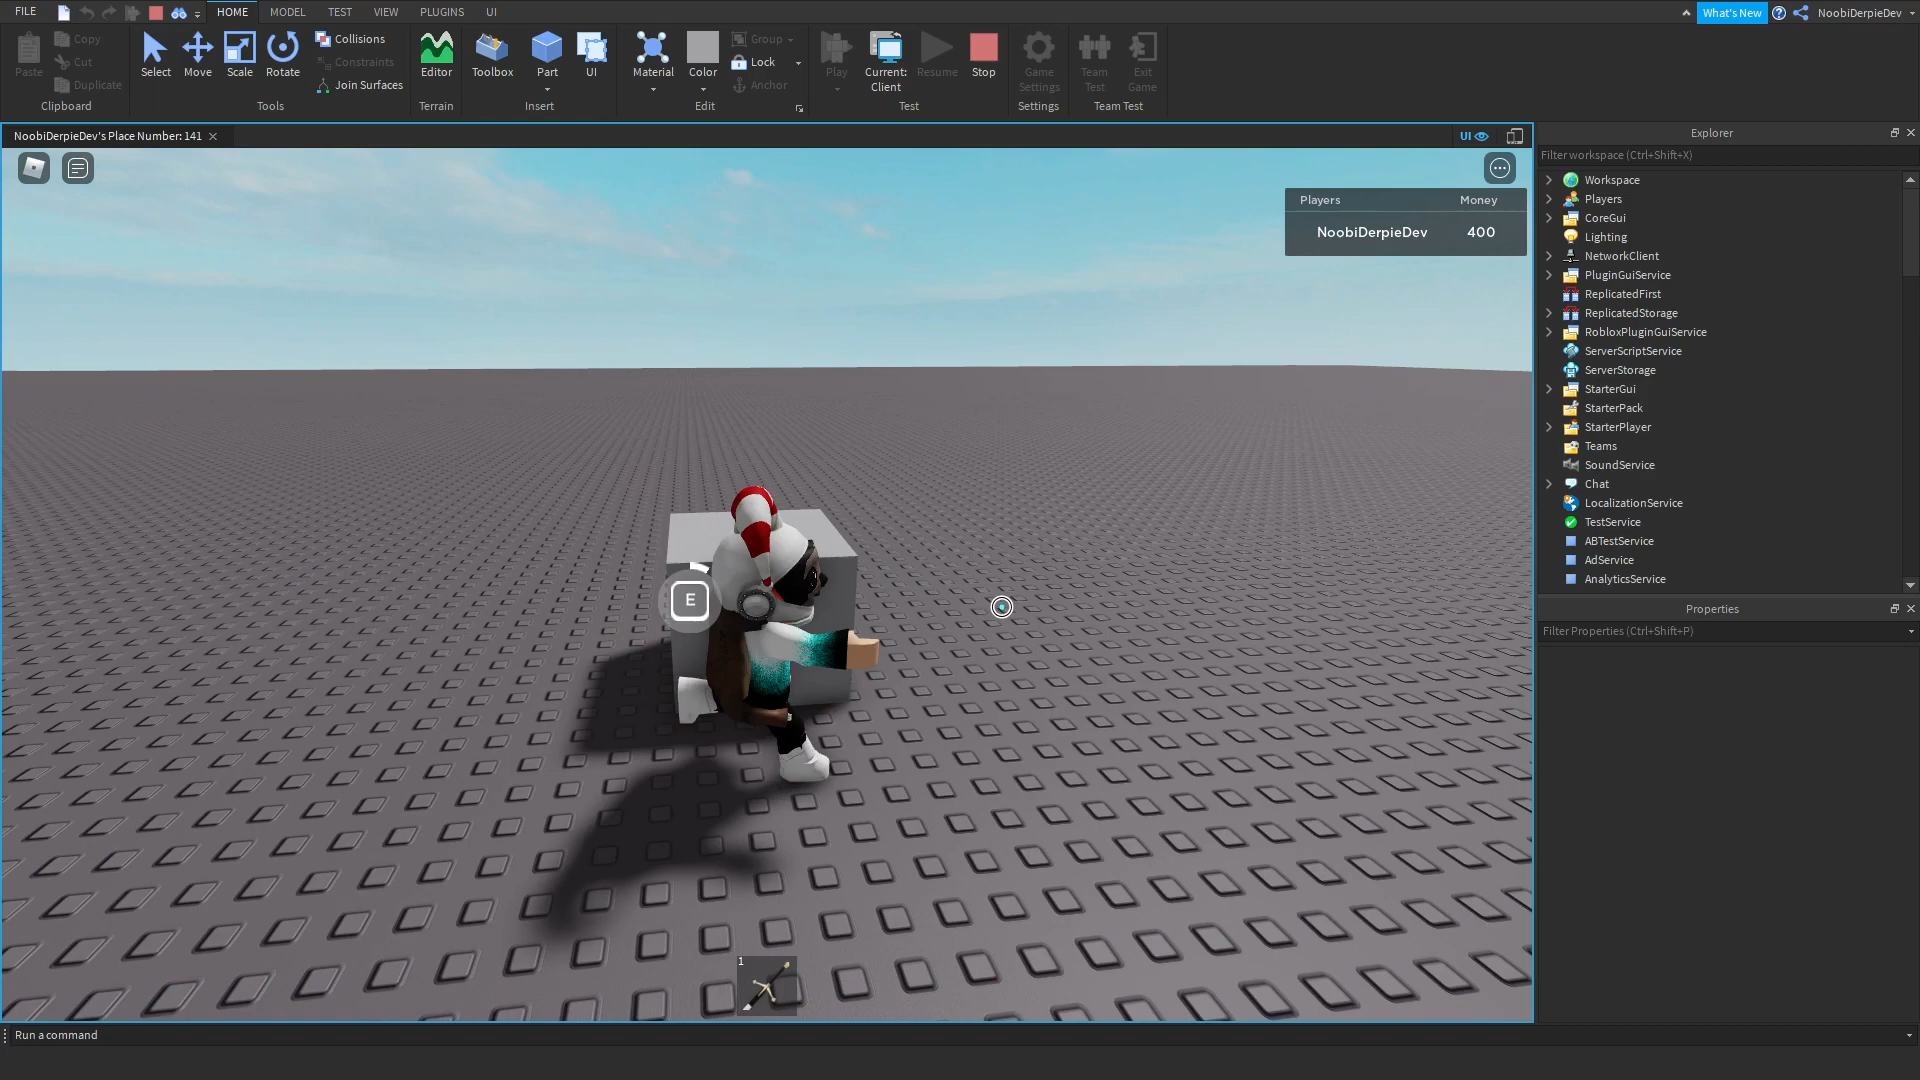 FILE HOME MODEL TEST VIEW PLUGINS UI What's New NoobiDerpieDev
Paste Copy Cut Duplicate
Select Move Scale Rotate
Collisions
Constraints
Join Surfaces
Editor
Toolbox Part UI
Material Color
Group
Lock
Anchor
Play Current: Client Resume Stop
Game Settings
Team Test
Exit Game
Clipboard Tools Terrain Insert Edit Test Settings Team Test
NoobiDerpieDev's Place Number: 141
UI
Players Money
NoobiDerpieDev 400
E
1
Explorer
Filter workspace (Ctrl+Shift+X)
Workspace
Players
CoreGui
Lighting
NetworkClient
PluginGuiService
ReplicatedFirst
ReplicatedStorage
RobloxPluginGuiService
ServerScriptService
ServerStorage
StarterGui
StarterPack
StarterPlayer
Teams
SoundService
Chat
LocalizationService
TestService
ABTestService
AdService
AnalyticsService
Properties
Filter Properties (Ctrl+Shift+P)
Run a command